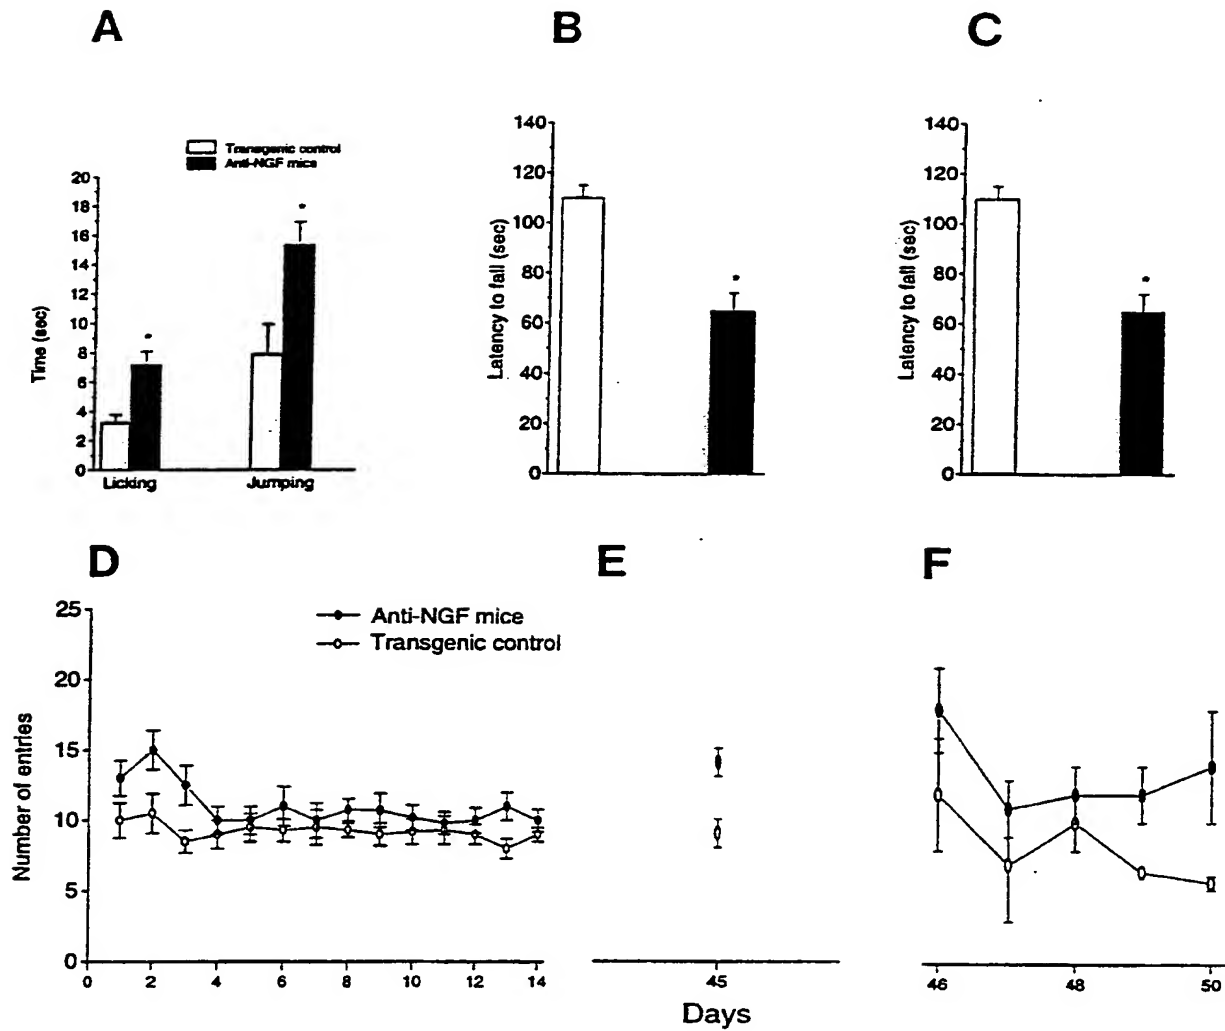 A
B
C
Transgenic control
Anti-NGF mice
Time (sec)
20
18
16
14
12
10
8
6
4
2
0
*
*
Licking
Jumping
Latency to fall (sec)
140
120
100
80
60
40
20
0
*
Latency to fall (sec)
140
120
100
80
60
40
20
0
*
D
E
F
Anti-NGF mice
Transgenic control
Number of entries
25
20
15
10
5
0
0 2 4 6 8 10 12 14
45
46 48 50
Days